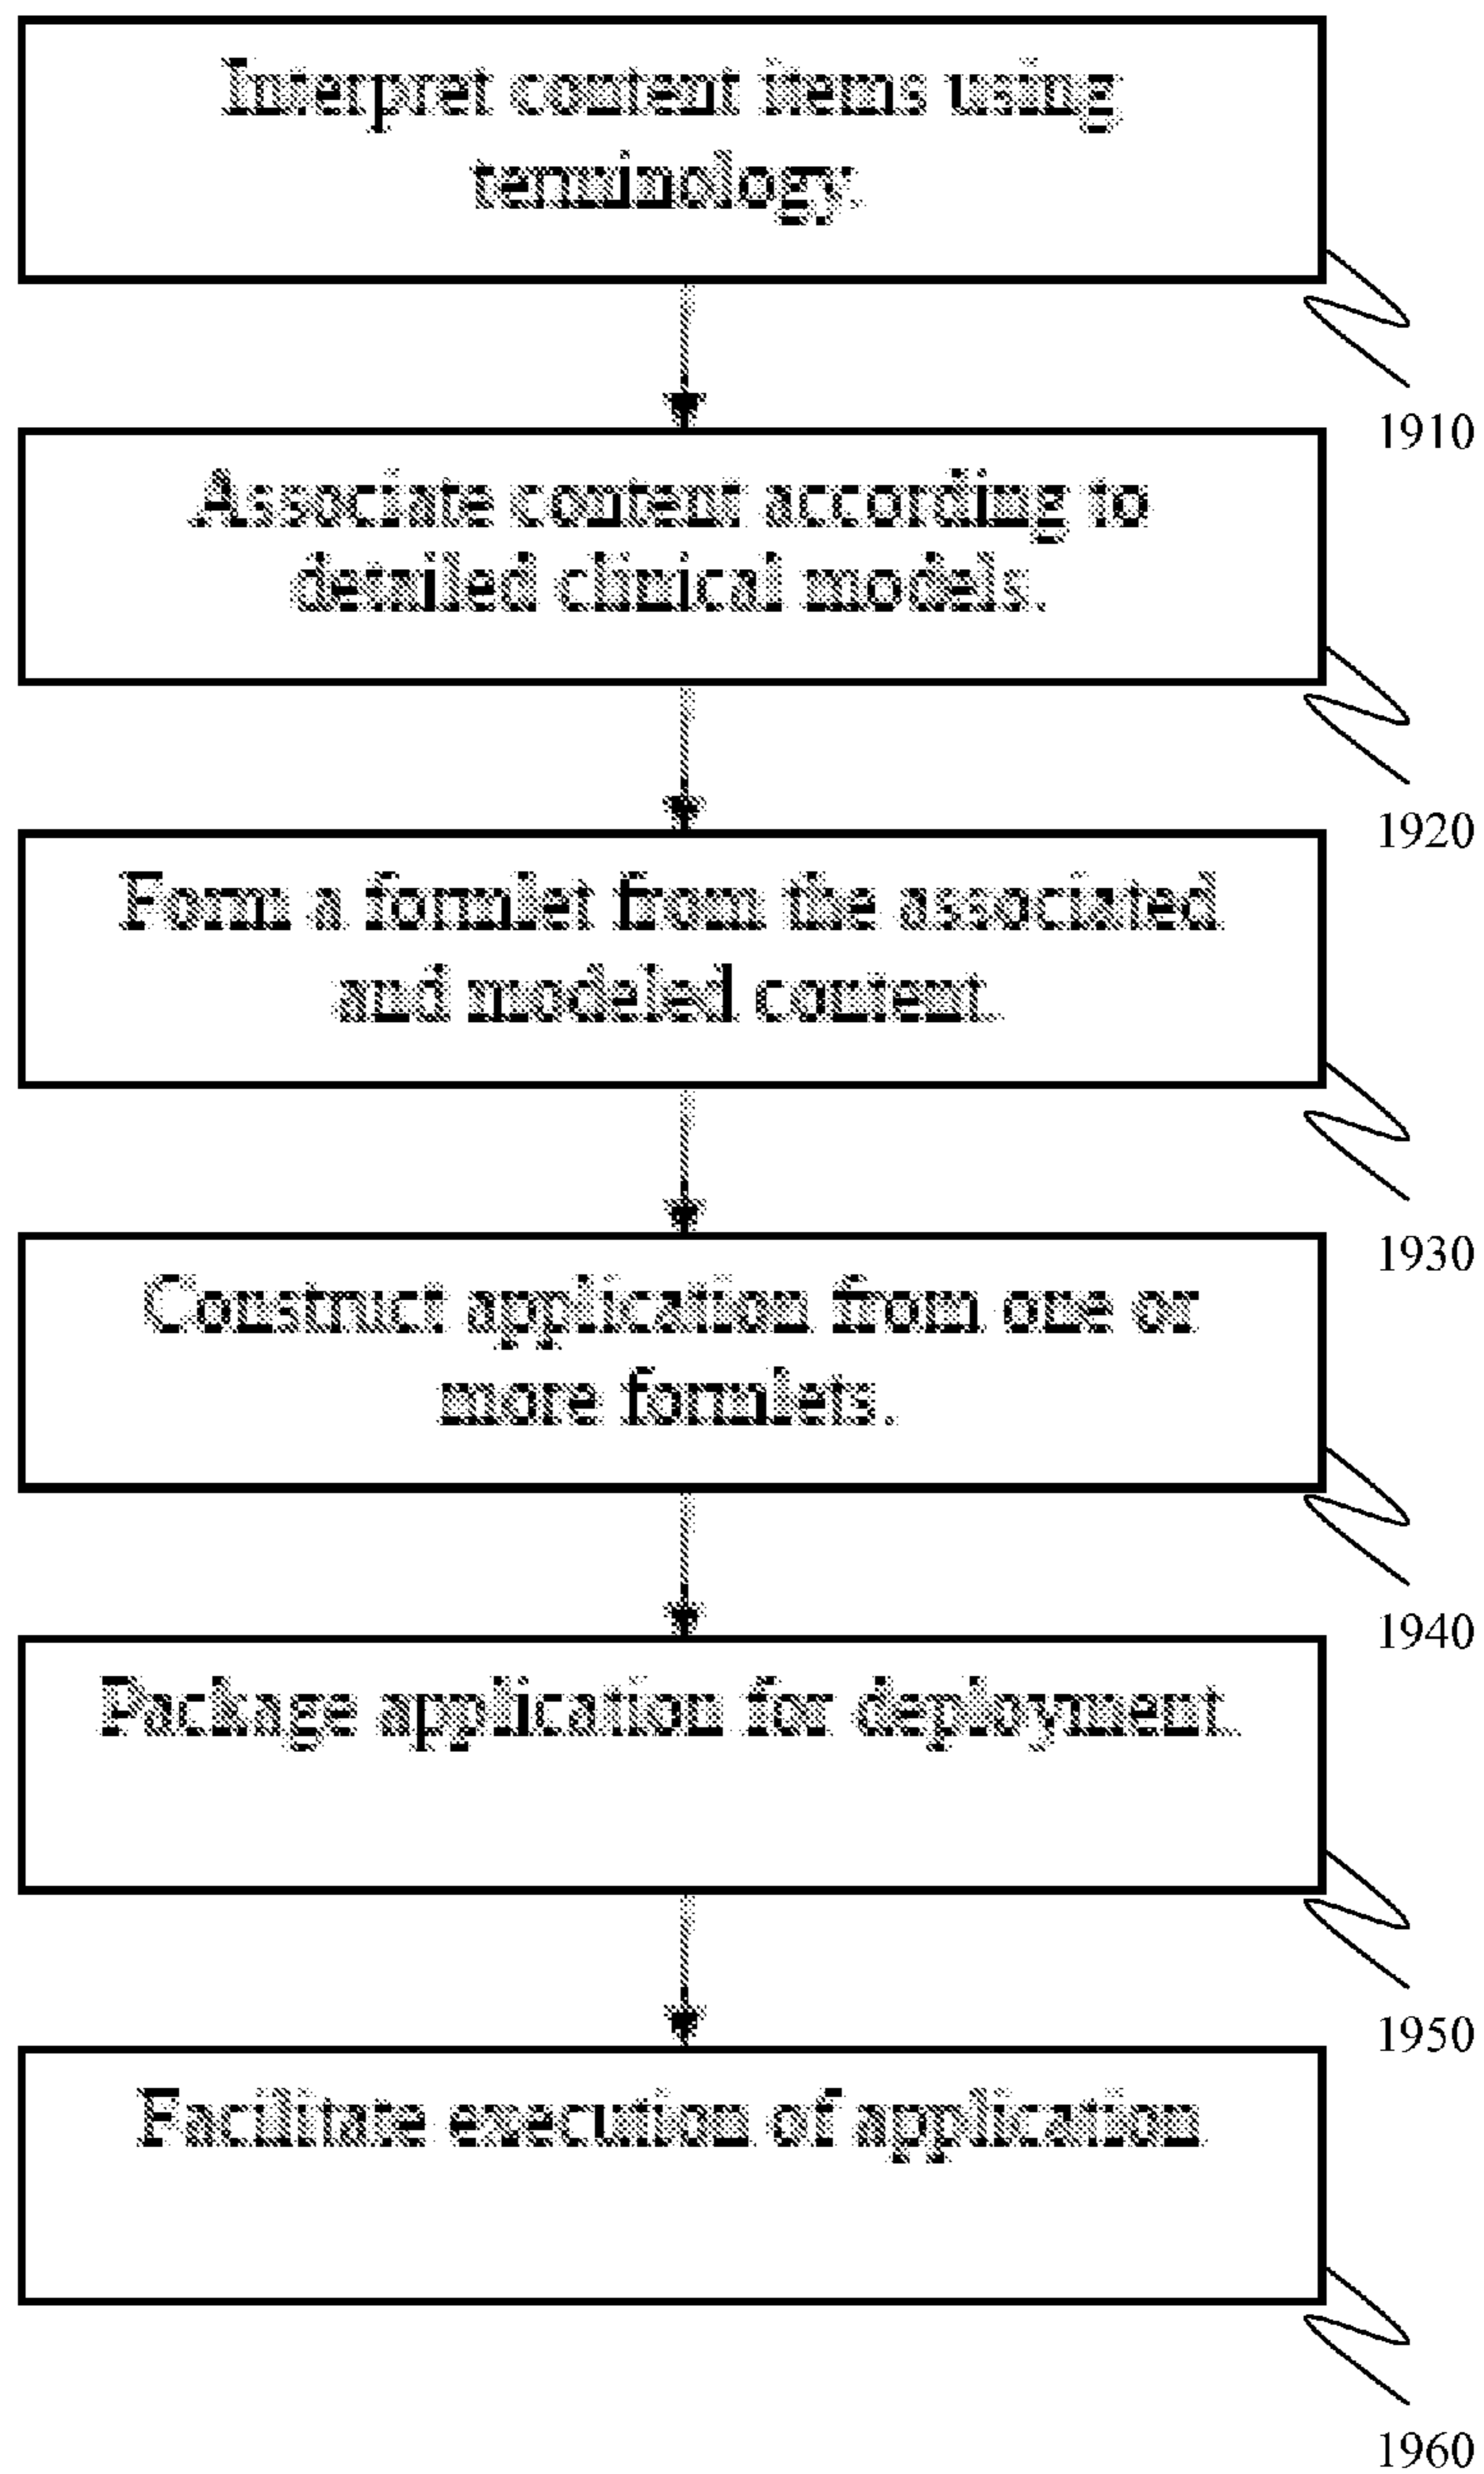 Interpret content items using
terminology.
1910
Associate content according to
detailed clinical models.
1920
Form a formlet from the associated
and modeled content.
1930
Construct application from one or
more formlets.
1940
Package application for deployment.
1950
Facilitate execution of application
1960